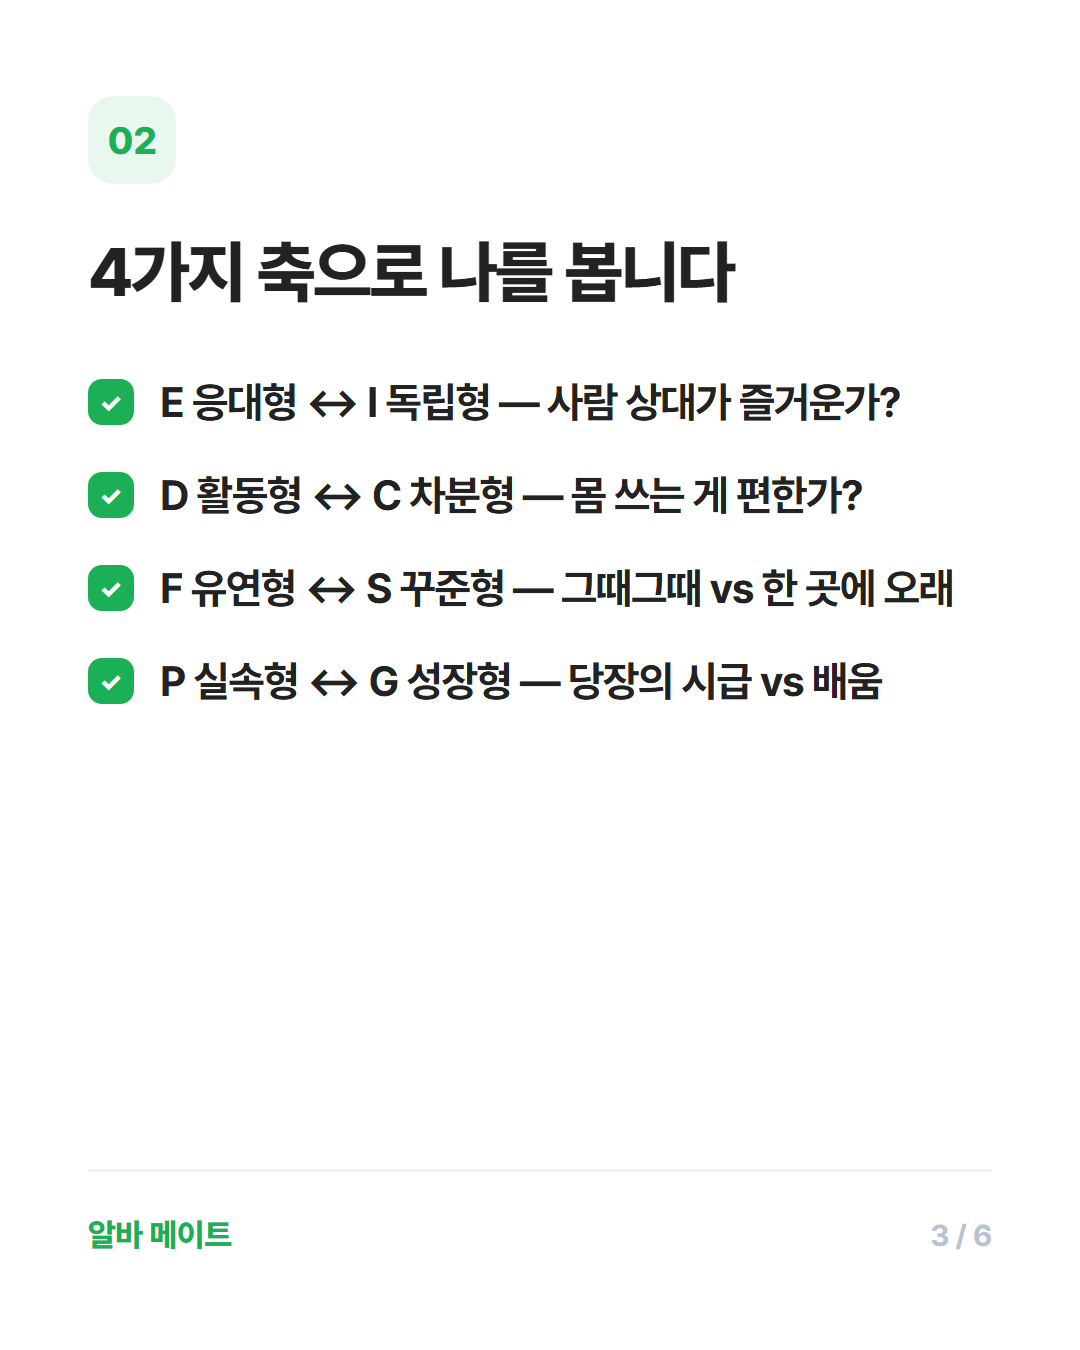 02
4가지 축으로 나를 봅니다
E 응대형 ↔ I 독립형 — 사람 상대가 즐거운가?
D 활동형 ↔ C 차분형 — 몸 쓰는 게 편한가?
F 유연형 ↔ S 꾸준형 — 그때그때 vs 한 곳에 오래
P 실속형 ↔ G 성장형 — 당장의 시급 vs 배움
알바 메이트
3 / 6